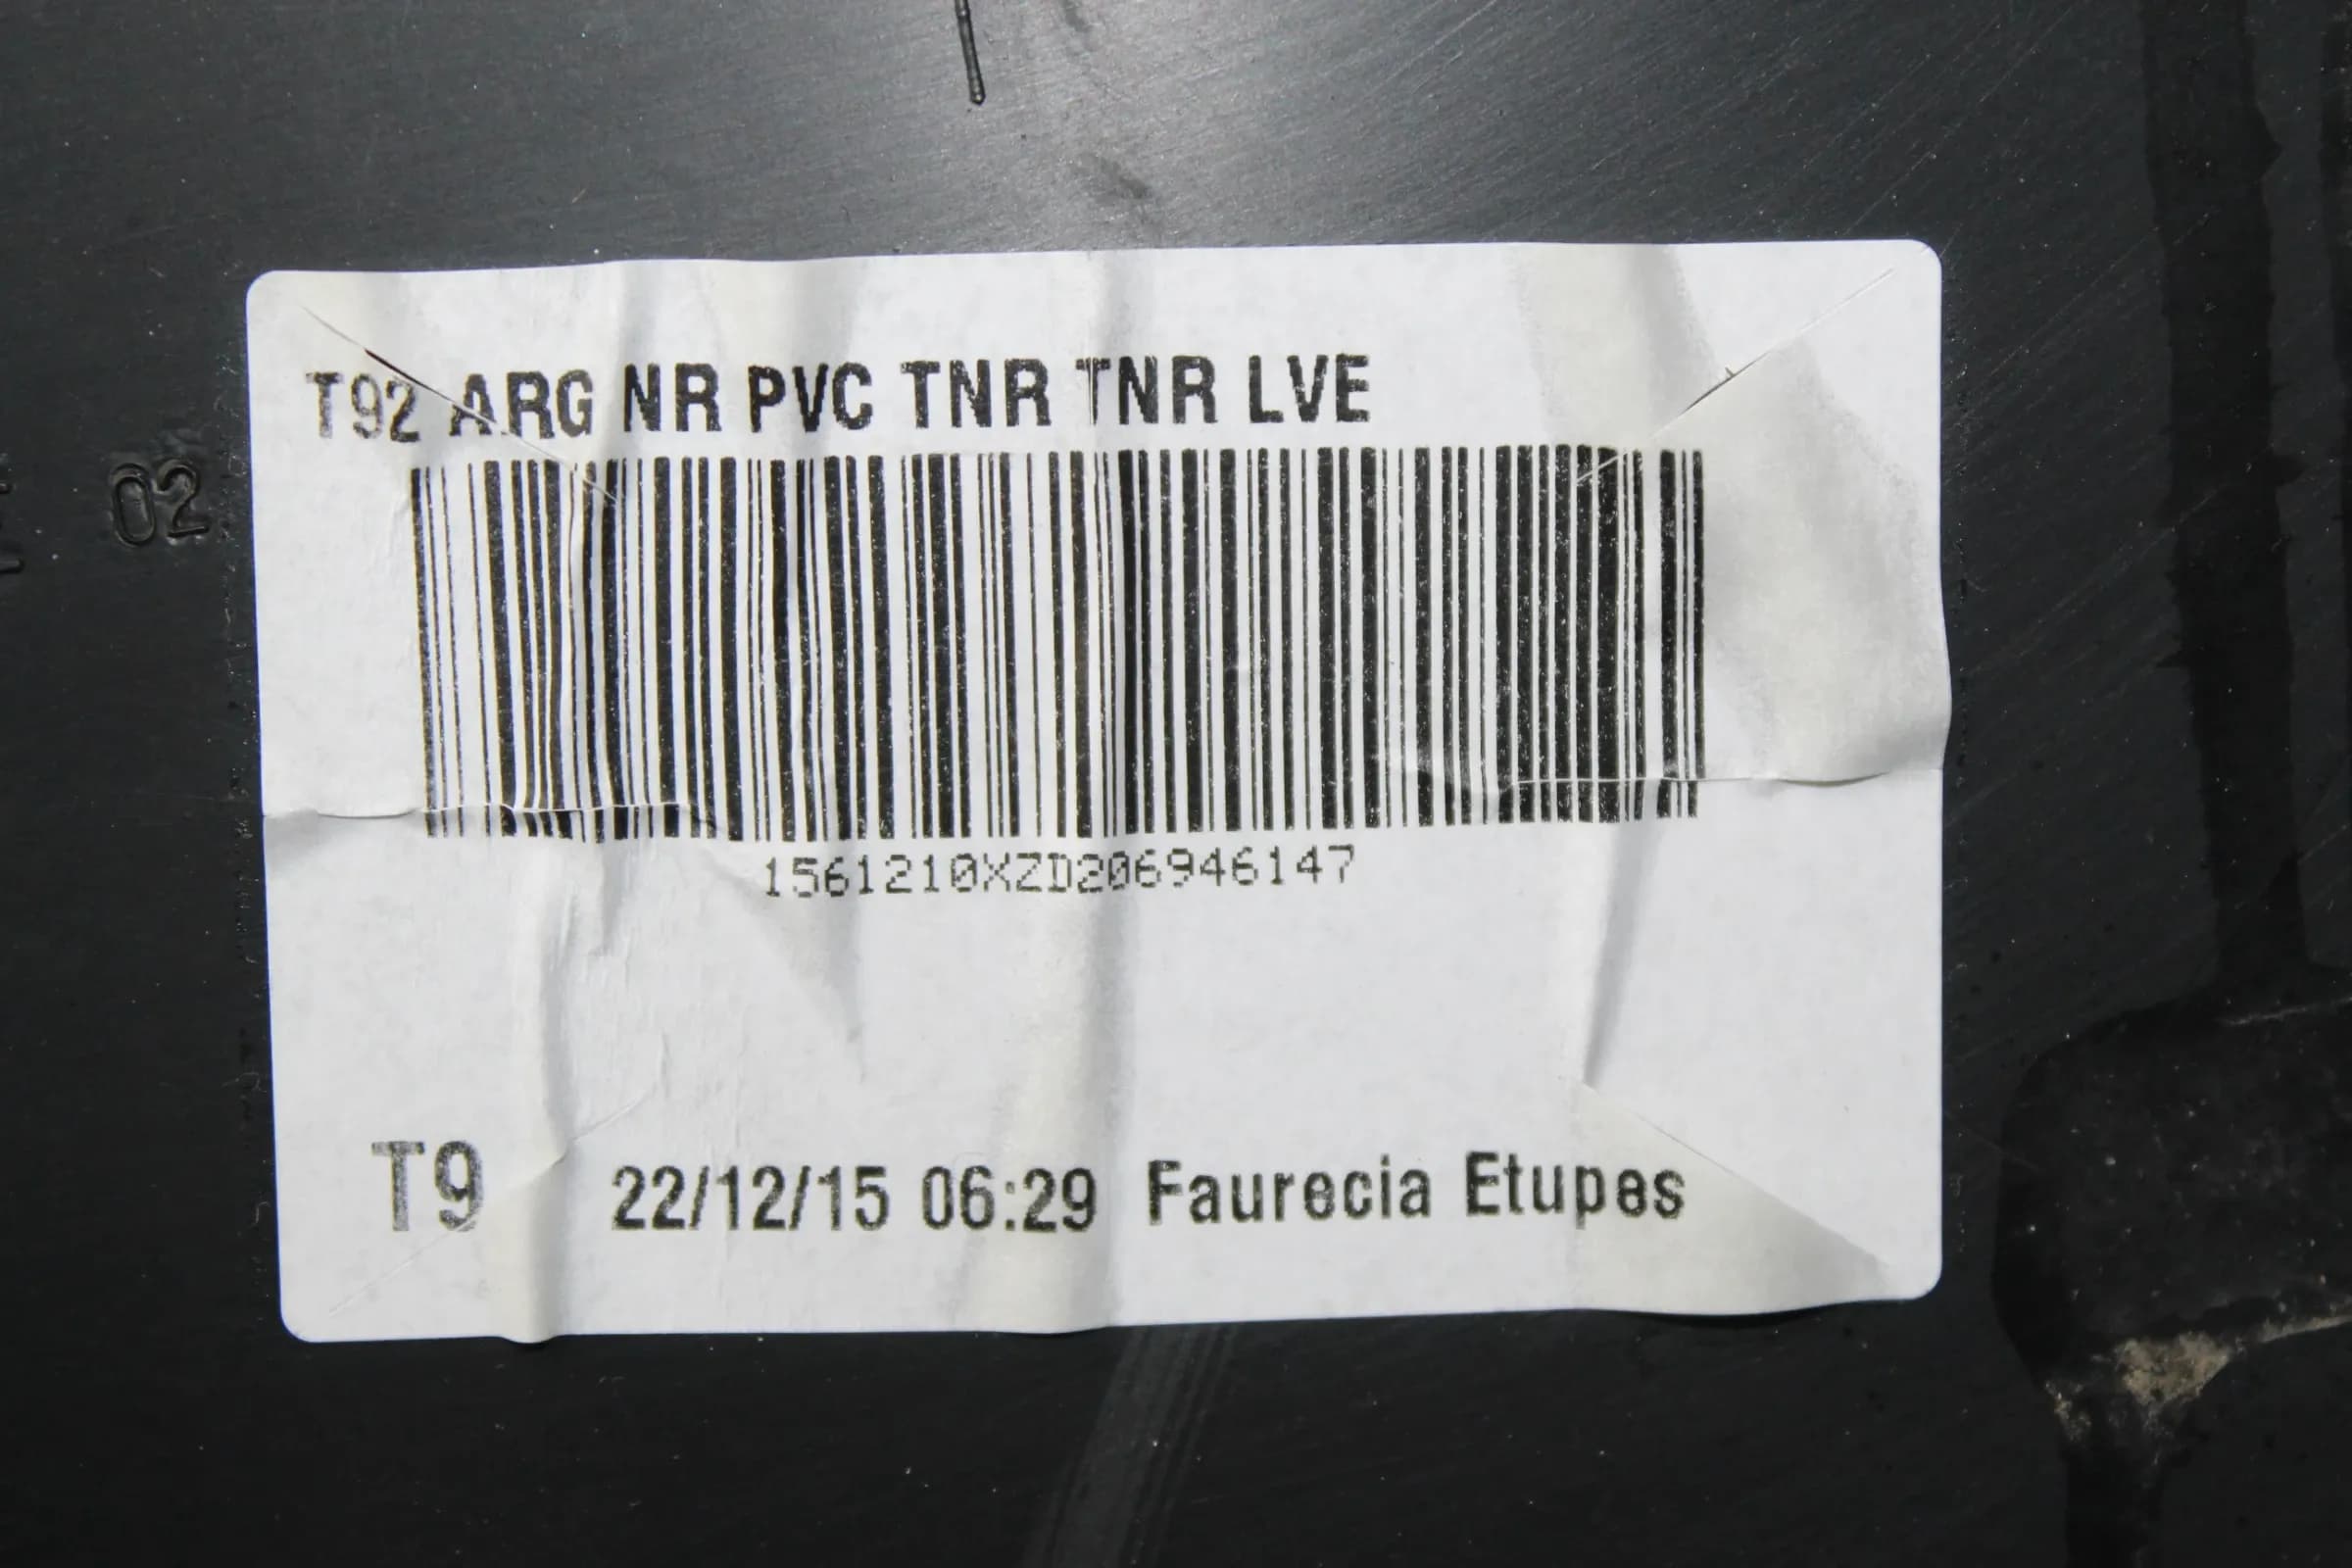 T92 ARG NR PVC TNR TNR LVE
02
1561210XZD206946147
T9 22/12/15 06:29 Faurecia Etupes